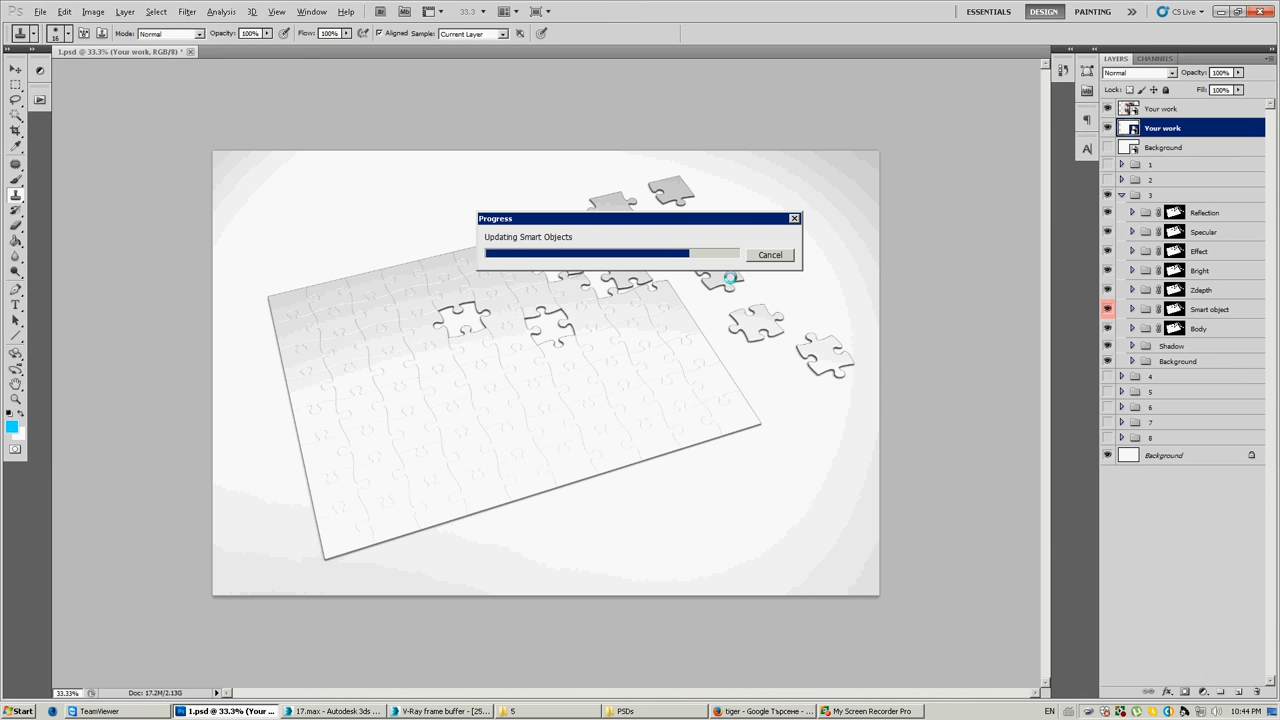 Ps File Edit Image Layer Select Filter Analysis 3D View Window Help Br Mb 33.3 ESSENTIALS DESIGN PAINTING CS Live
16 Mode: Normal Opacity: 100% Flow: 100% Aligned Sample: Current Layer
1.psd @ 33.3% (Your work, RGB/8) *
LAYERS CHANNELS
Normal Opacity: 100%
Lock: Fill: 100%
Your work
Your work
Background
1
2
3
Reflection
Specular
Effect
Bright
Zdepth
Smart object
Body
Shadow
Background
4
5
6
7
8
Background
Progress
Updating Smart Objects
Cancel
33.33% Doc: 17.2M/2.13G
Start TeamViewer 1.psd @ 33.3% (Your ... 17.max - Autodesk 3ds ... V-Ray frame buffer - [25... 5 PSDs tiger - Google Търсене - ... My Screen Recorder Pro EN 10:44 PM